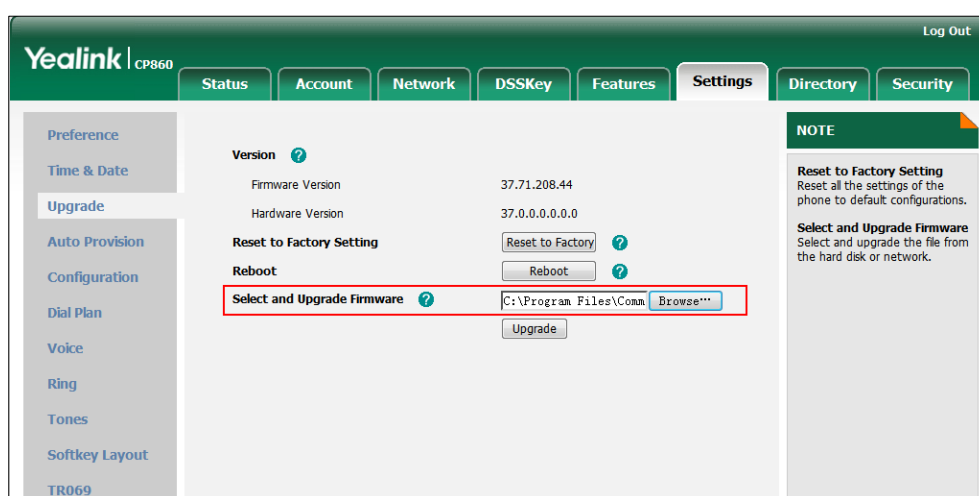 Log Out
Yealink | CP860
Status Account Network DSSKey Features Settings Directory Security
Preference
Time & Date
Upgrade
Auto Provision
Configuration
Dial Plan
Voice
Ring
Tones
Softkey Layout
TR069
Version ?
Firmware Version 37.71.208.44
Hardware Version 37.0.0.0.0.0.0
Reset to Factory Setting Reset to Factory ?
Reboot Reboot ?
Select and Upgrade Firmware ? C:\Program Files\Comm Browse...
Upgrade
NOTE
Reset to Factory Setting
Reset all the settings of the
phone to default configurations.
Select and Upgrade Firmware
Select and upgrade the file from
the hard disk or network.